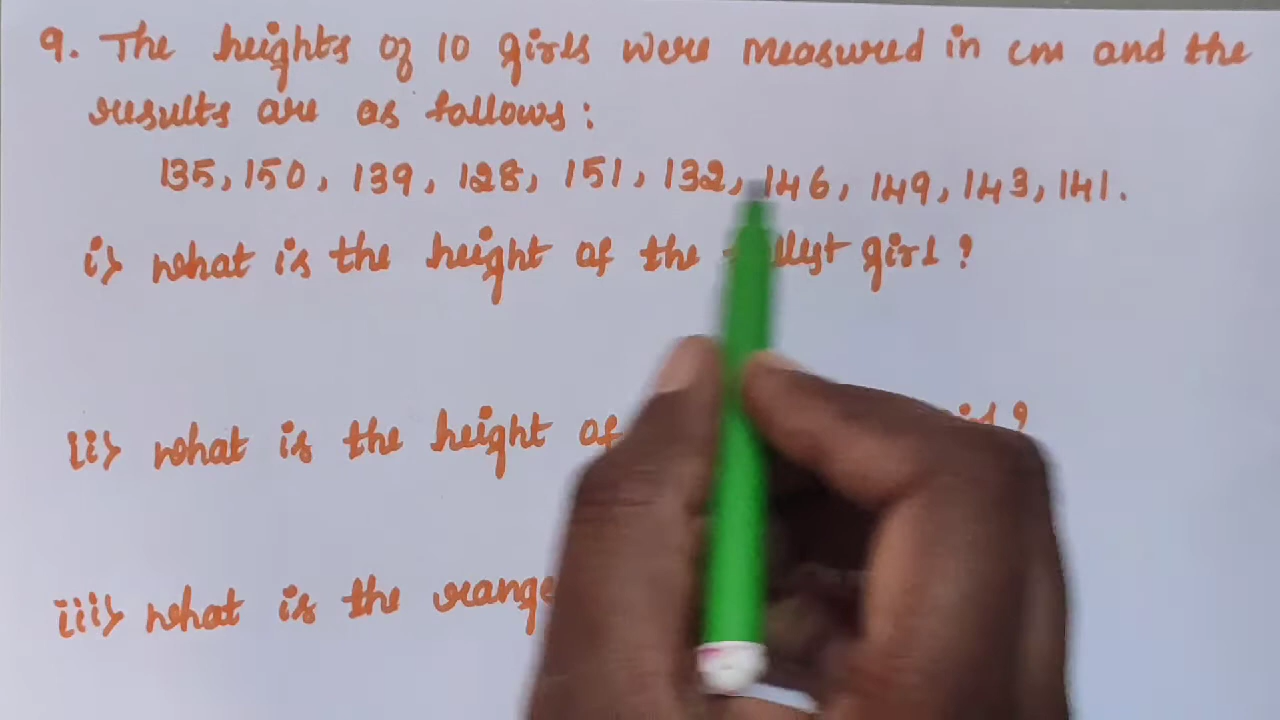 9. The heights of 10 girls were measured in cm and the
results are as follows:
135, 150, 139, 128, 151, 132, 146, 149, 143, 141.
i) what is the height of the girl?
ii) what is the height of
iii) what is the range